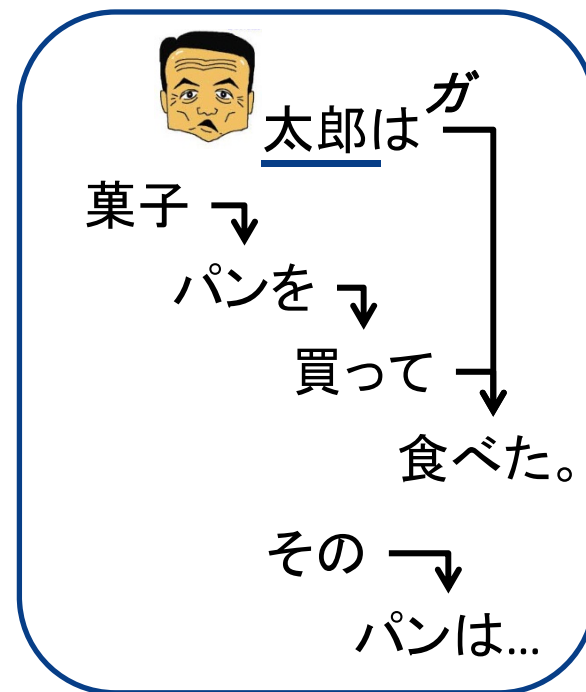 ガ
太郎は
菓子
パンを
買って
食べた。
その
パンは...